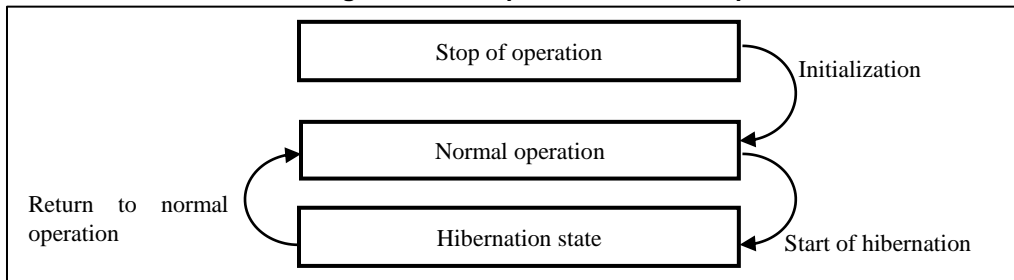 Stop of operation
Initialization
Normal operation
Return to normal
operation
Hibernation state
Start of hibernation